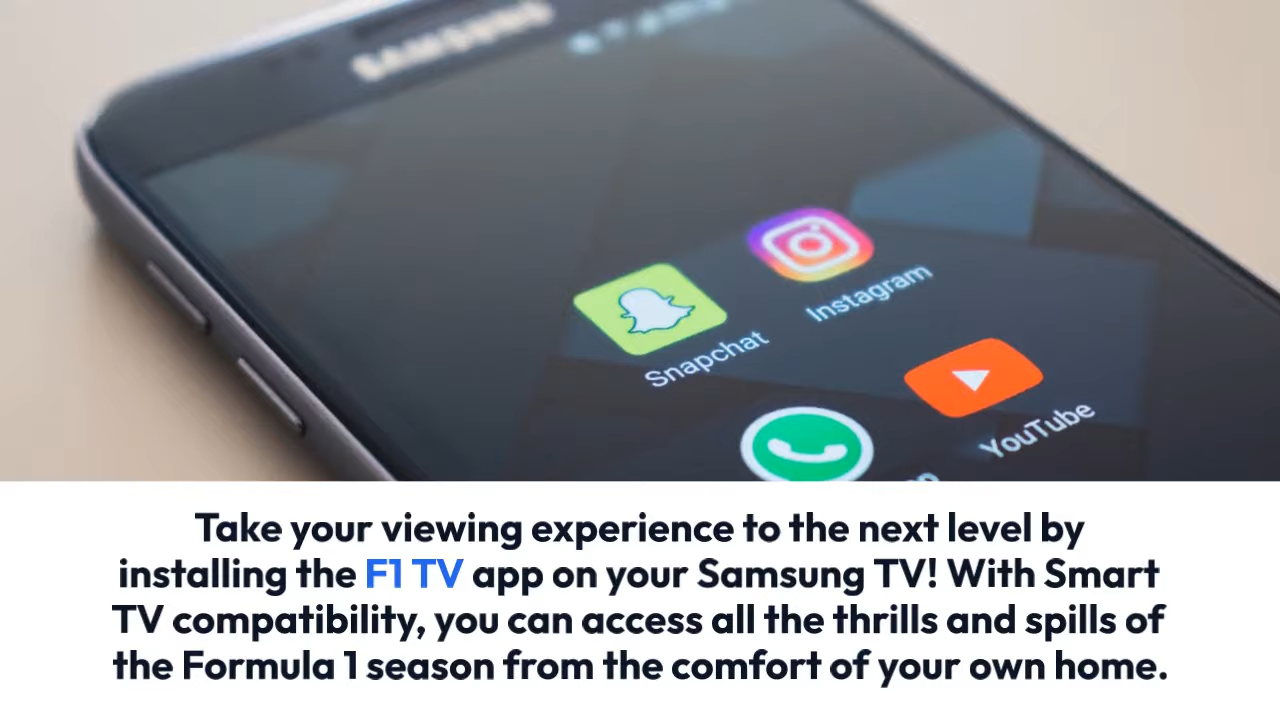 SAMSUNG
Instagram
Snapchat
YouTube
Take your viewing experience to the next level by
installing the F1 TV app on your Samsung TV! With Smart
TV compatibility, you can access all the thrills and spills of
the Formula 1 season from the comfort of your own home.